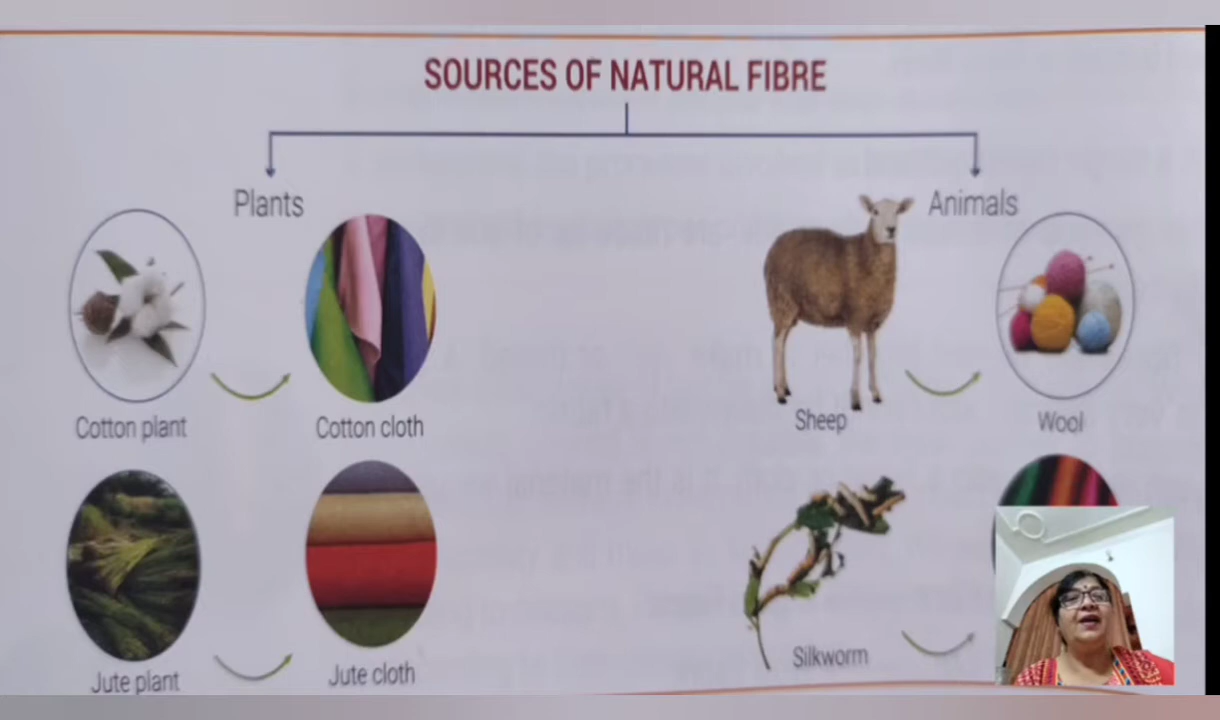 SOURCES OF NATURAL FIBRE
Plants
Animals
Cotton plant
Cotton cloth
Sheep
Wool
Jute plant
Jute cloth
Silkworm